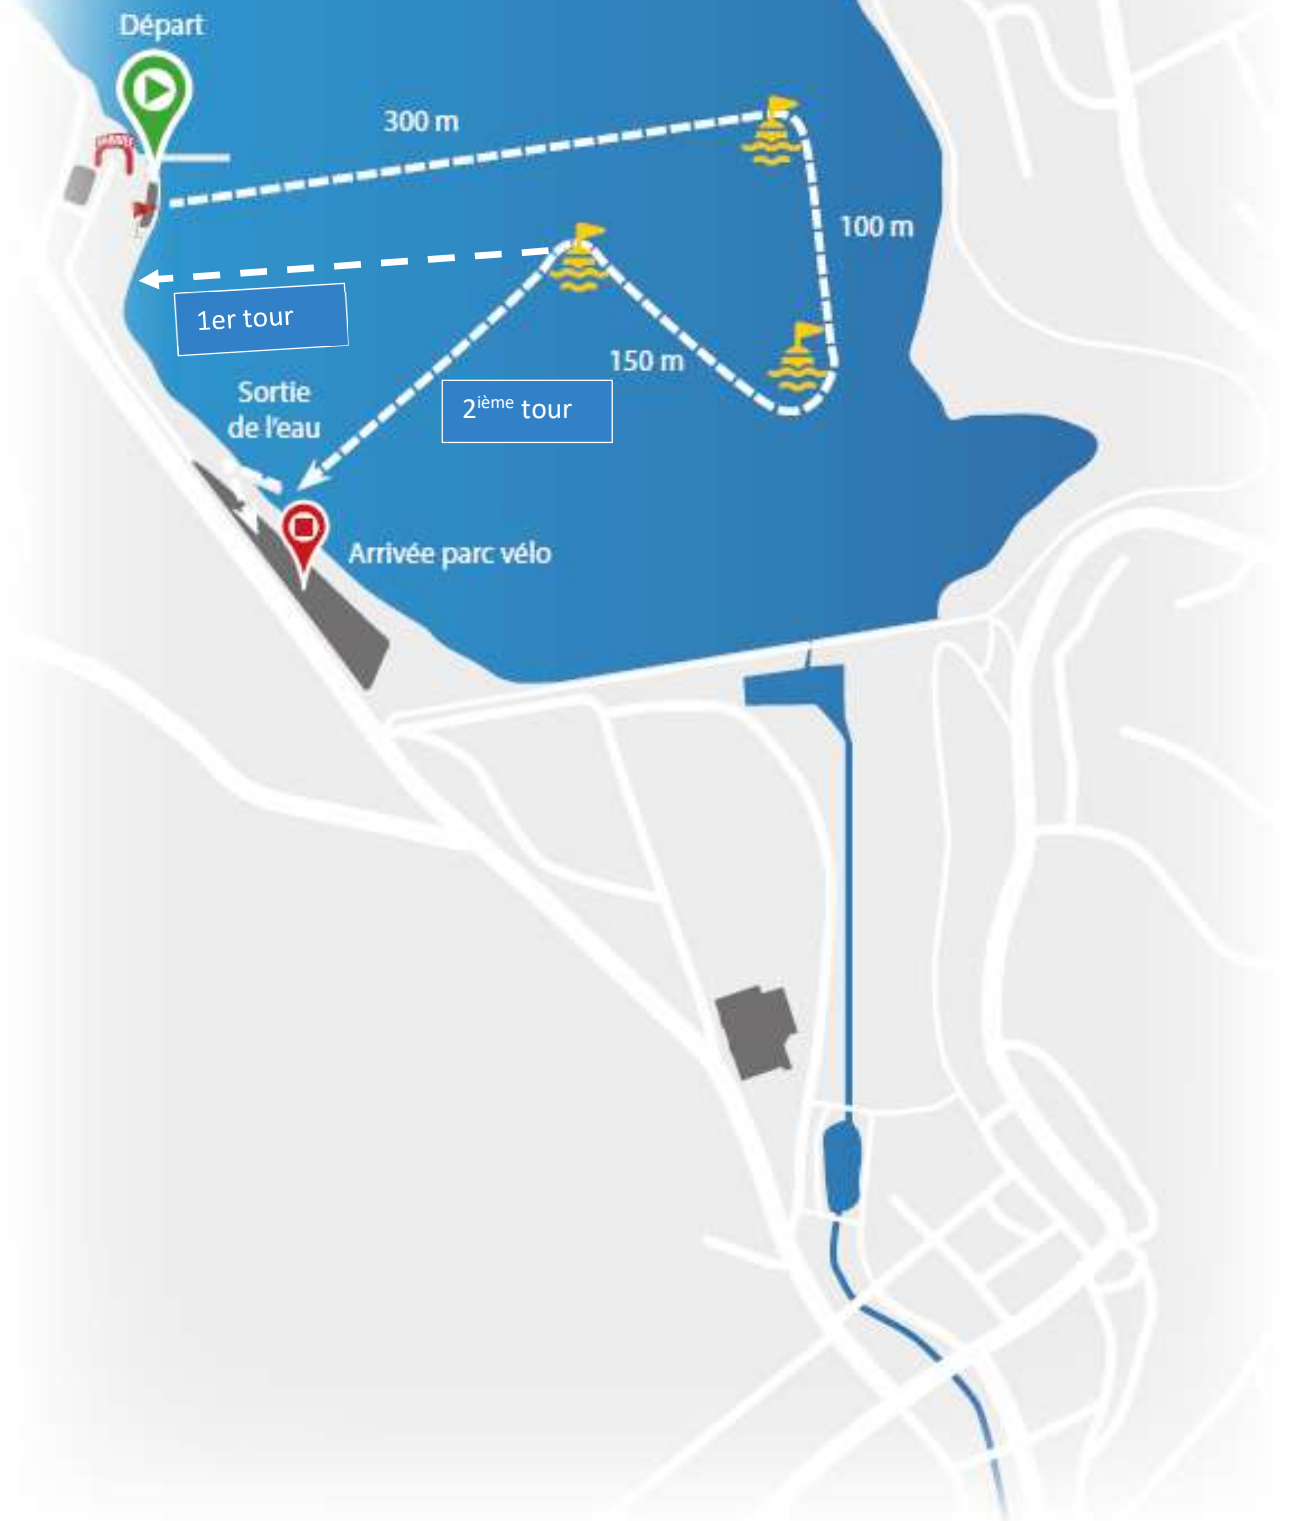 Départ
300 m
100 m
1er tour
150 m
Sortie
de l'eau
2ième tour
Arrivée parc vélo